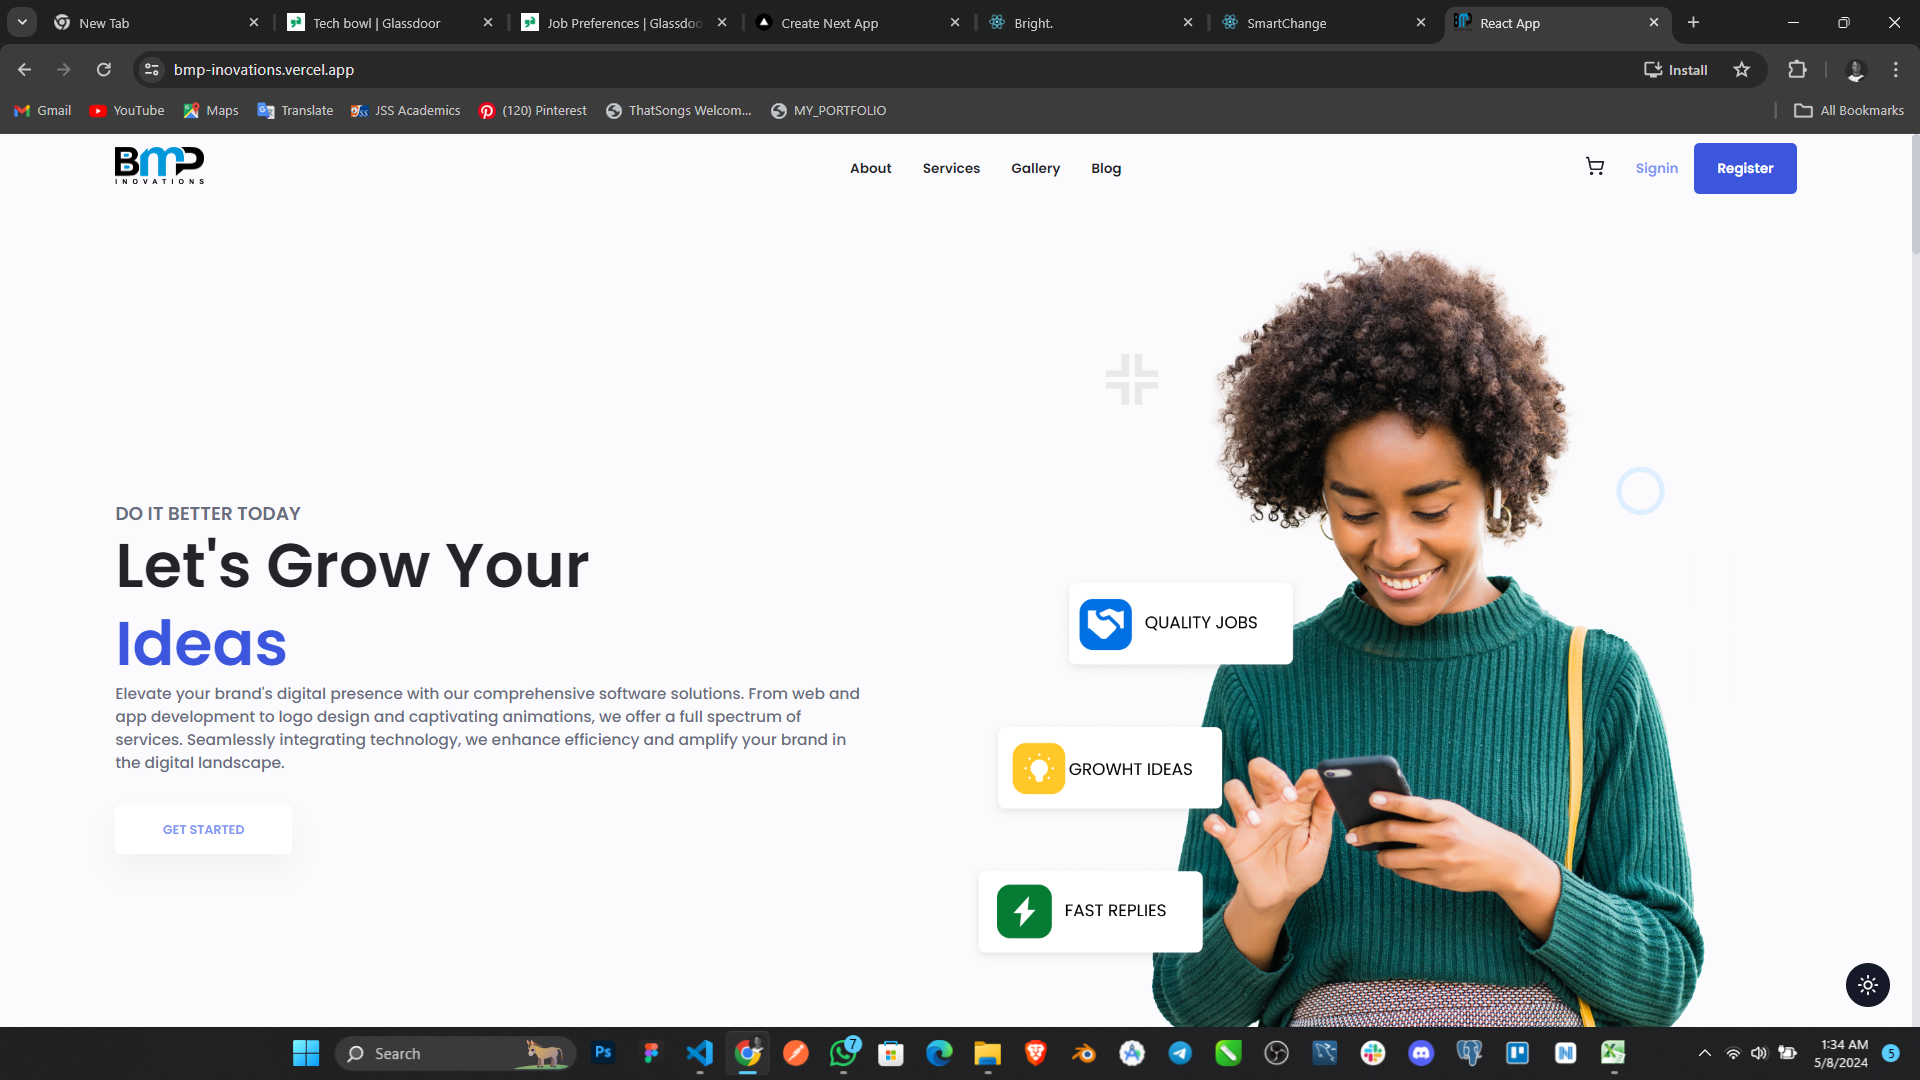 New Tab
Tech bowl | Glassdoor
Job Preferences | Glassdoo
Create Next App
Bright.
SmartChange
React App
bmp-inovations.vercel.app
Install
Gmail
YouTube
Maps
Translate
JSS Academics
(120) Pinterest
ThatSongs Welcom...
MY_PORTFOLIO
All Bookmarks
BMP
INOVATIONS
About
Services
Gallery
Blog
Signin
Register
DO IT BETTER TODAY
Let's Grow Your
Ideas
Elevate your brand's digital presence with our comprehensive software solutions. From web and
app development to logo design and captivating animations, we offer a full spectrum of
services. Seamlessly integrating technology, we enhance efficiency and amplify your brand in
the digital landscape.
GET STARTED
QUALITY JOBS
GROWHT IDEAS
FAST REPLIES
Search
Ps
7
1:34 AM
5/8/2024
5